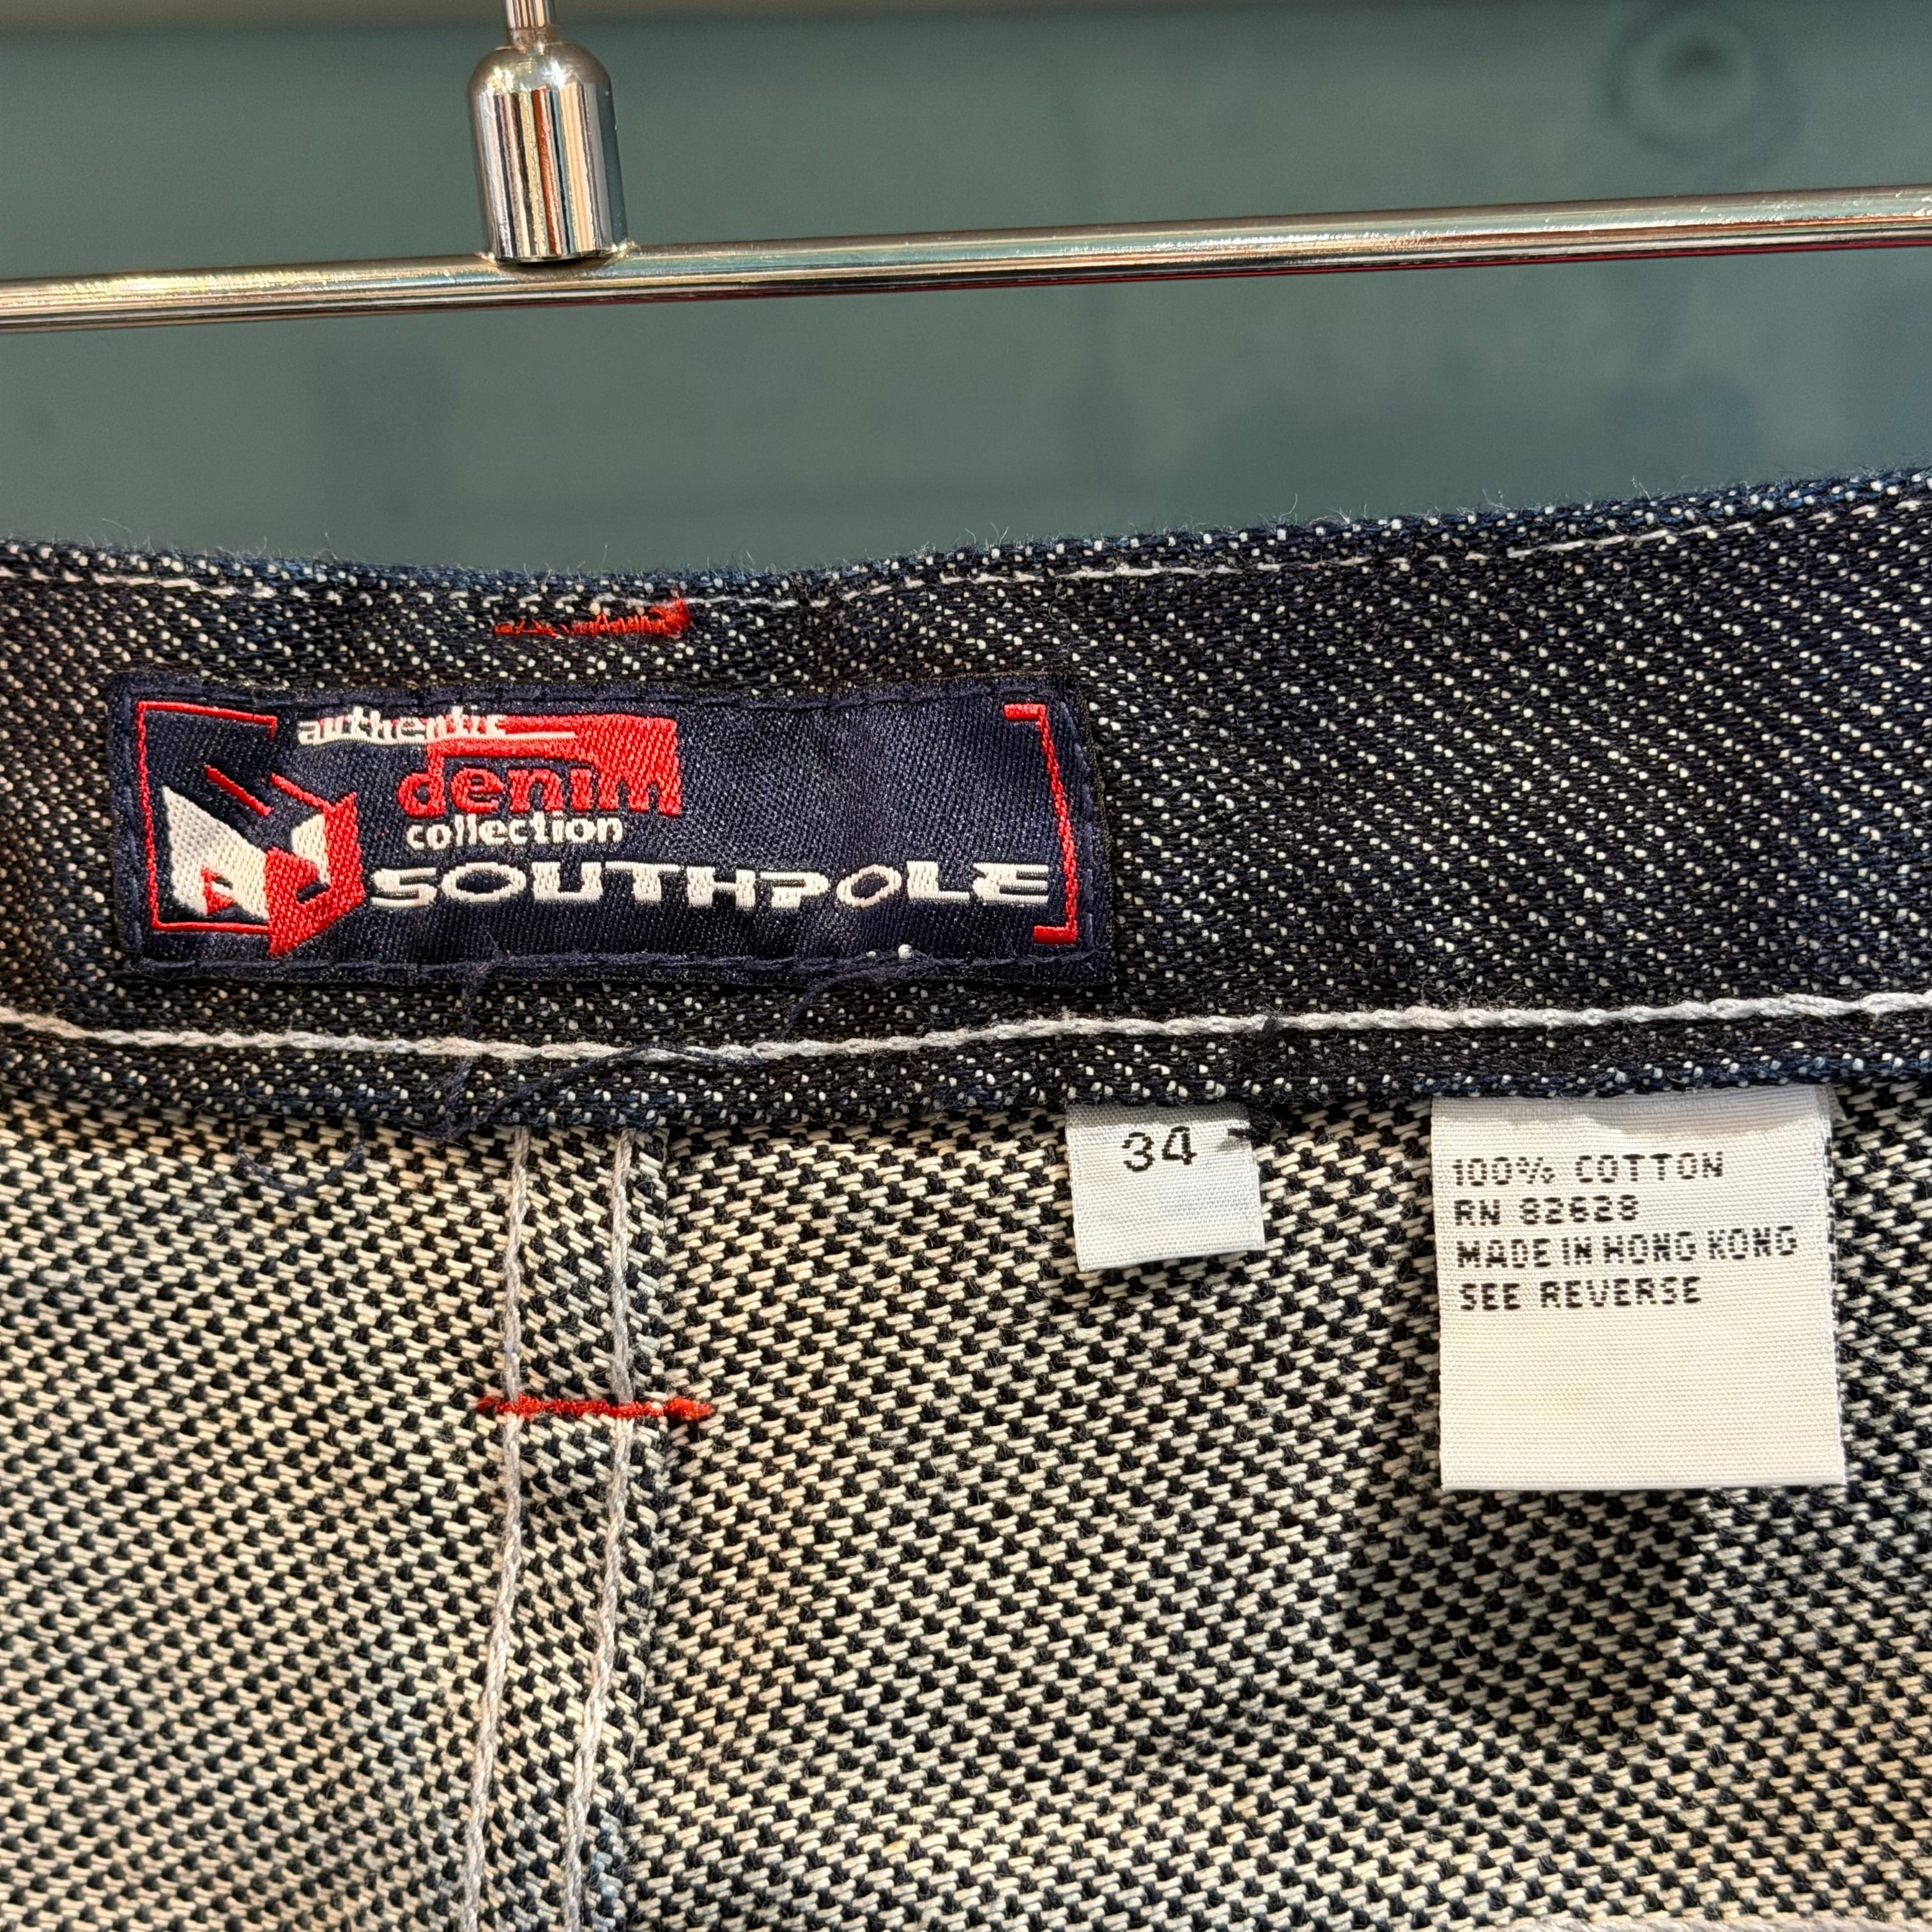 authentic
denim
collection
SOUTHPOLE
34
100% COTTON
RN 82628
MADE IN HONG KONG
SEE REVERSE